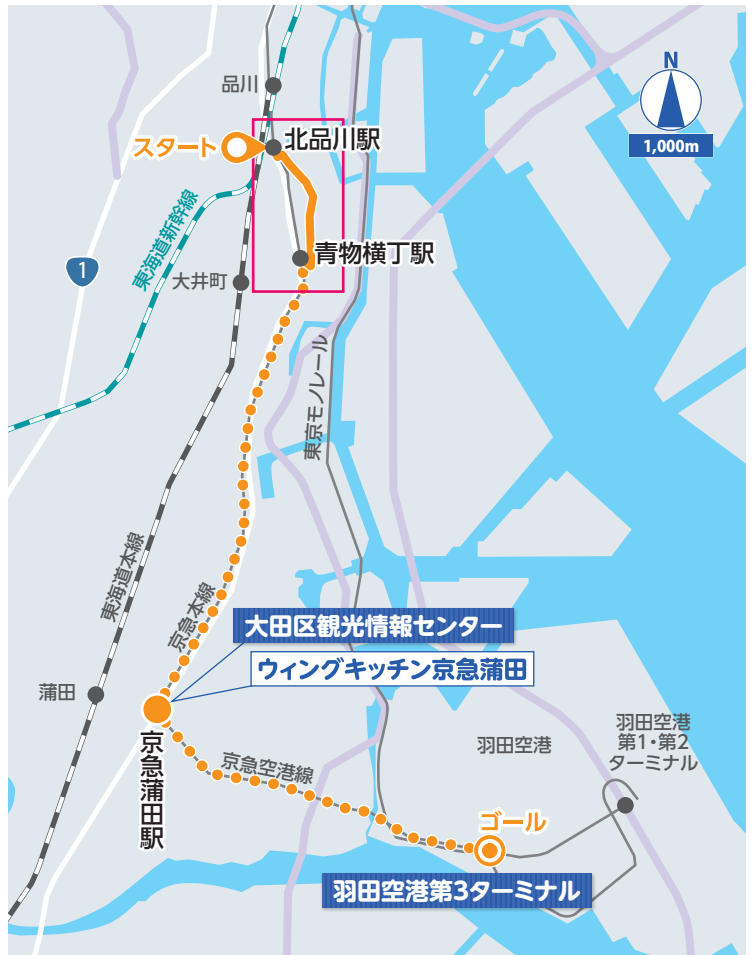 品川
N
1,000m
スタート
北品川駅
東海道新幹線
1
大井町
青物横丁駅
東京モノレール
東海道本線
京急本線
大田区観光情報センター
ウィングキッチン京急蒲田
蒲田
京急蒲田駅
京急空港線
羽田空港
羽田空港
第1・第2
ターミナル
ゴール
羽田空港第3ターミナル